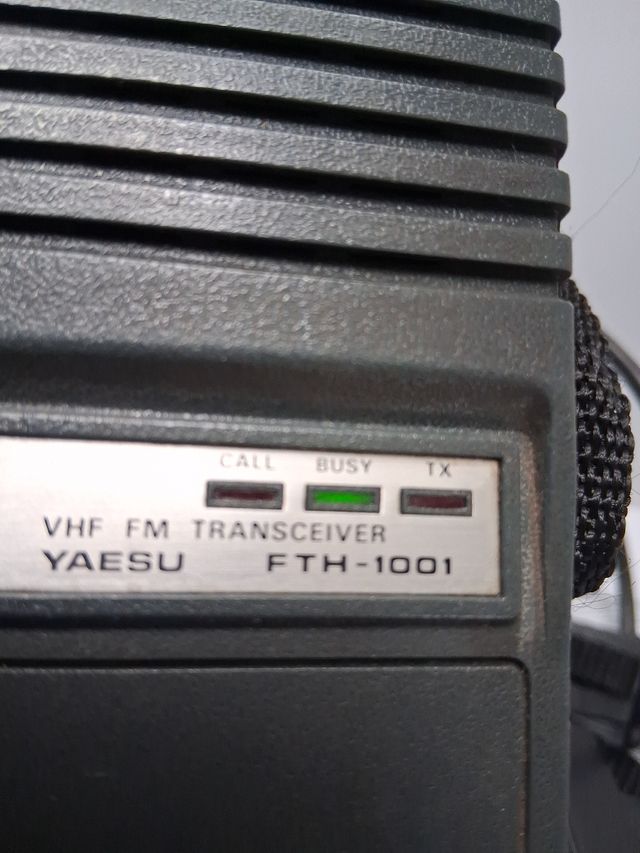 CALL BUSY TX
VHF FM TRANSCEIVER
YAESU FTH-1001